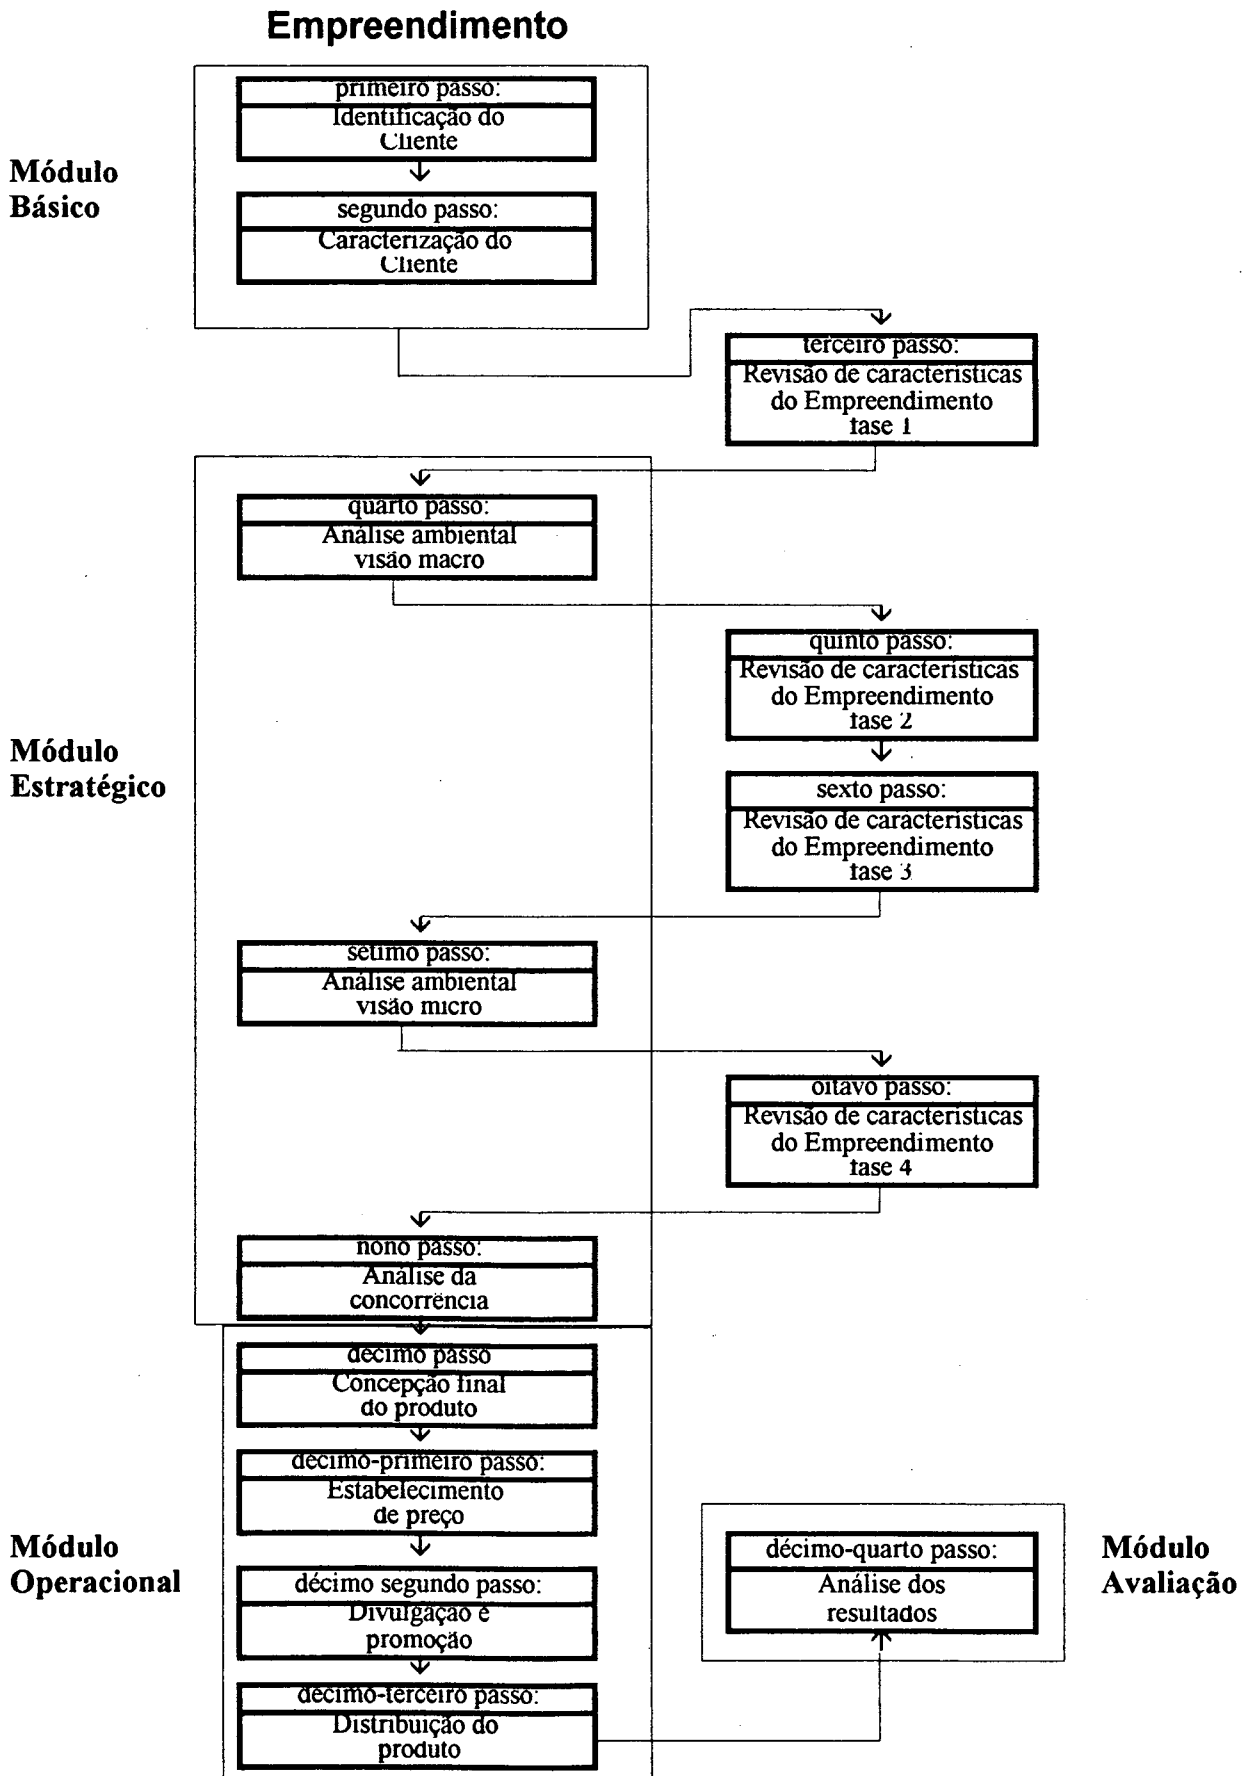 Empreendimento
primeiro passo:
Identificação do
Cliente
Módulo
Básico
segundo passo:
Caracterização do
Cliente
terceiro passo:
Revisão de características
do Empreendimento
fase 1
quarto passo:
Análise ambiental
visão macro
quinto passo:
Revisão de características
do Empreendimento
fase 2
Módulo
Estratégico
sexto passo:
Revisão de características
do Empreendimento
fase 3
sétimo passo:
Análise ambiental
visão micro
oitavo passo:
Revisão de características
do Empreendimento
fase 4
nono passo:
Análise da
concorrência
décimo passo
Concepção final
do produto
décimo-primeiro passo:
Estabelecimento
de preço
Módulo
Operacional
décimo segundo passo:
Divulgação e
promoção
décimo-terceiro passo:
Distribuição do
produto
décimo-quarto passo:
Análise dos
resultados
Módulo
Avaliação